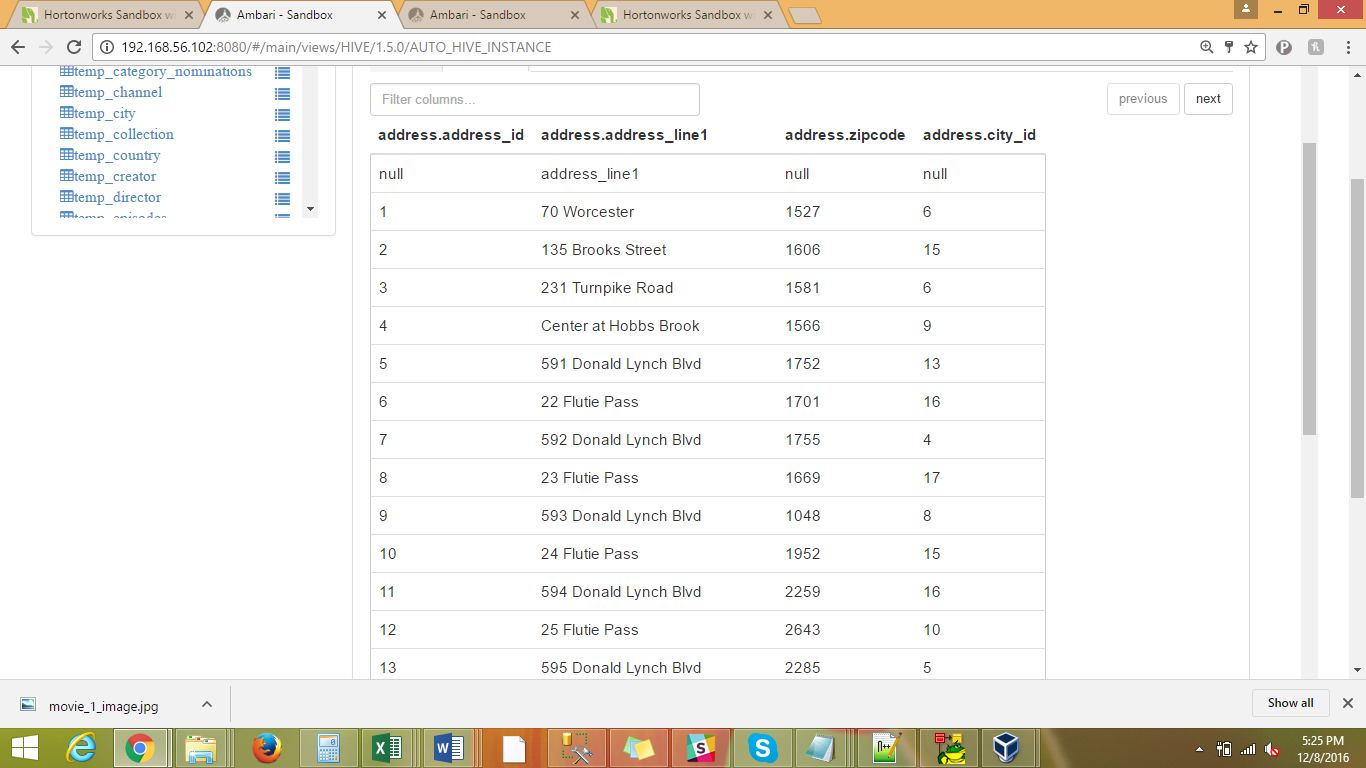 Hortonworks Sandbox w
Ambari - Sandbox
Ambari - Sandbox
Hortonworks Sandbox w
192.168.56.102:8080/#/main/views/HIVE/1.5.0/AUTO_HIVE_INSTANCE
temp_category_nominations
temp_channel
temp_city
temp_collection
temp_country
temp_creator
temp_director
temp_episodes
Filter columns...
previous
next
address.address_id address.address_line1 address.zipcode address.city_id
null address_line1 null null
1 70 Worcester 1527 6
2 135 Brooks Street 1606 15
3 231 Turnpike Road 1581 6
4 Center at Hobbs Brook 1566 9
5 591 Donald Lynch Blvd 1752 13
6 22 Flutie Pass 1701 16
7 592 Donald Lynch Blvd 1755 4
8 23 Flutie Pass 1669 17
9 593 Donald Lynch Blvd 1048 8
10 24 Flutie Pass 1952 15
11 594 Donald Lynch Blvd 2259 16
12 25 Flutie Pass 2643 10
13 595 Donald Lynch Blvd 2285 5
movie_1_image.jpg
Show all
5:25 PM
12/8/2016